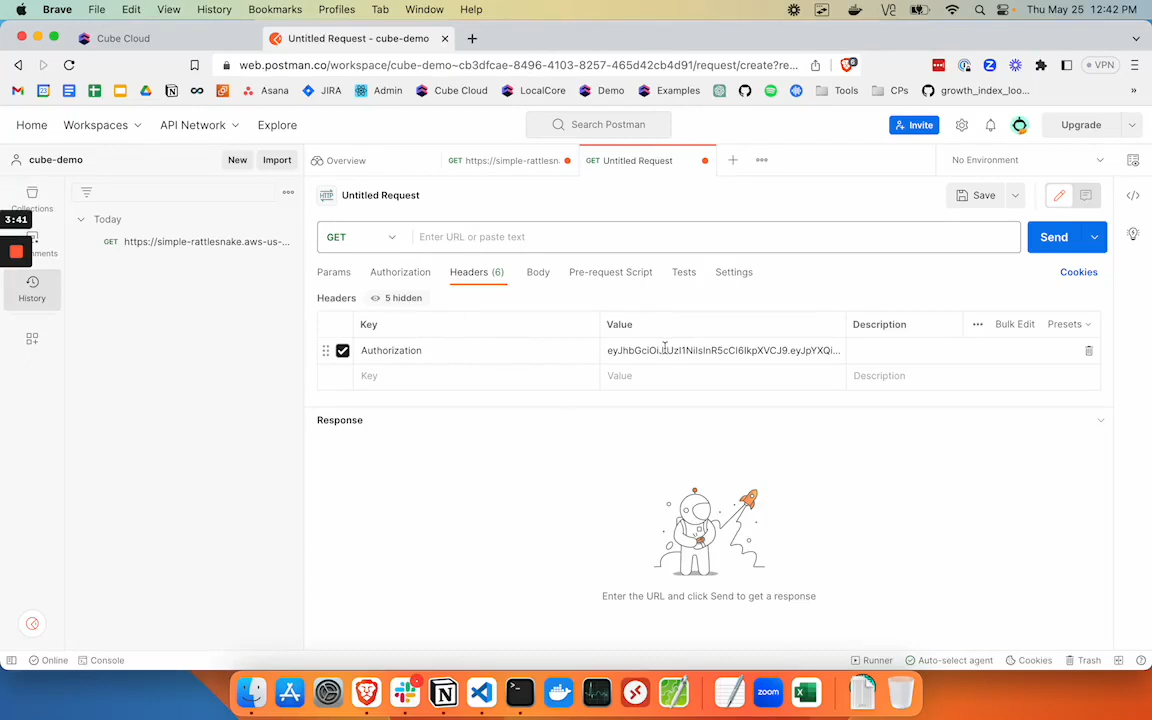 Brave File Edit View History Bookmarks Profiles Tab Window Help Thu May 25 12:42 PM
Cube Cloud Untitled Request - cube-demo
web.postman.co/workspace/cube-demo~cb3dfcae-8496-4103-8257-465d42cb4d91/request/create?re... VPN
Asana JIRA Admin Cube Cloud LocalCore Demo Examples Tools CPs growth_index_loo...
Home Workspaces API Network Explore Search Postman Invite Upgrade
cube-demo New Import Overview GET https://simple-rattlesn. GET Untitled Request No Environment
Collections
3:41
Today
GET https://simple-rattlesnake.aws-us-...
History
HTTP Untitled Request Save
GET Enter URL or paste text Send
Params Authorization Headers (6) Body Pre-request Script Tests Settings Cookies
Headers 5 hidden
Key Value Description Bulk Edit Presets
Authorization
Key Value Description
Response
Enter the URL and click Send to get a response
Online Console Runner Auto-select agent Cookies Trash
zoom